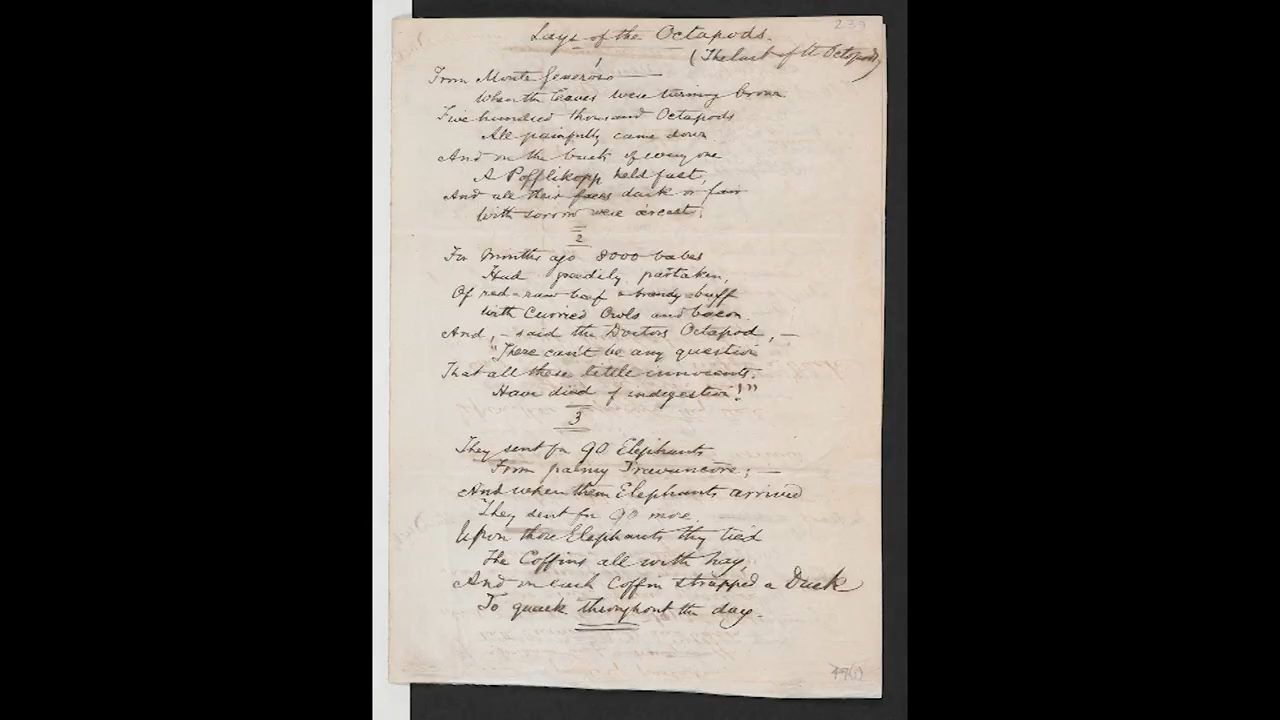 239
Lays of the Octapods.
(The last of the Octopods)
1
From Monte Generoso
When the leaves were turning brown
Five hundred thousand Octapods
All painfully came down
And on the back of every one
A Pofflikopp held fast,
And all their faces dark or fair
With sorrow were o'ercast.
2
For months ago 8000 babes
Had greedily partaken,
Of red-raw beef & brandy buff
With Curried Owls and bacon.
And, - said the Doctors Octapod, -
"There can't be any question
That all these little innocents.
Have died of indigestion!"
3
They sent for 90 Elephants
From palmy Travancore; -
And when them Elephants arrived
They sent for 90 more.
Upon those Elephants they tied
The Coffins all with hay,
And on each Coffin strapped a Duck
To quack throughout the day.